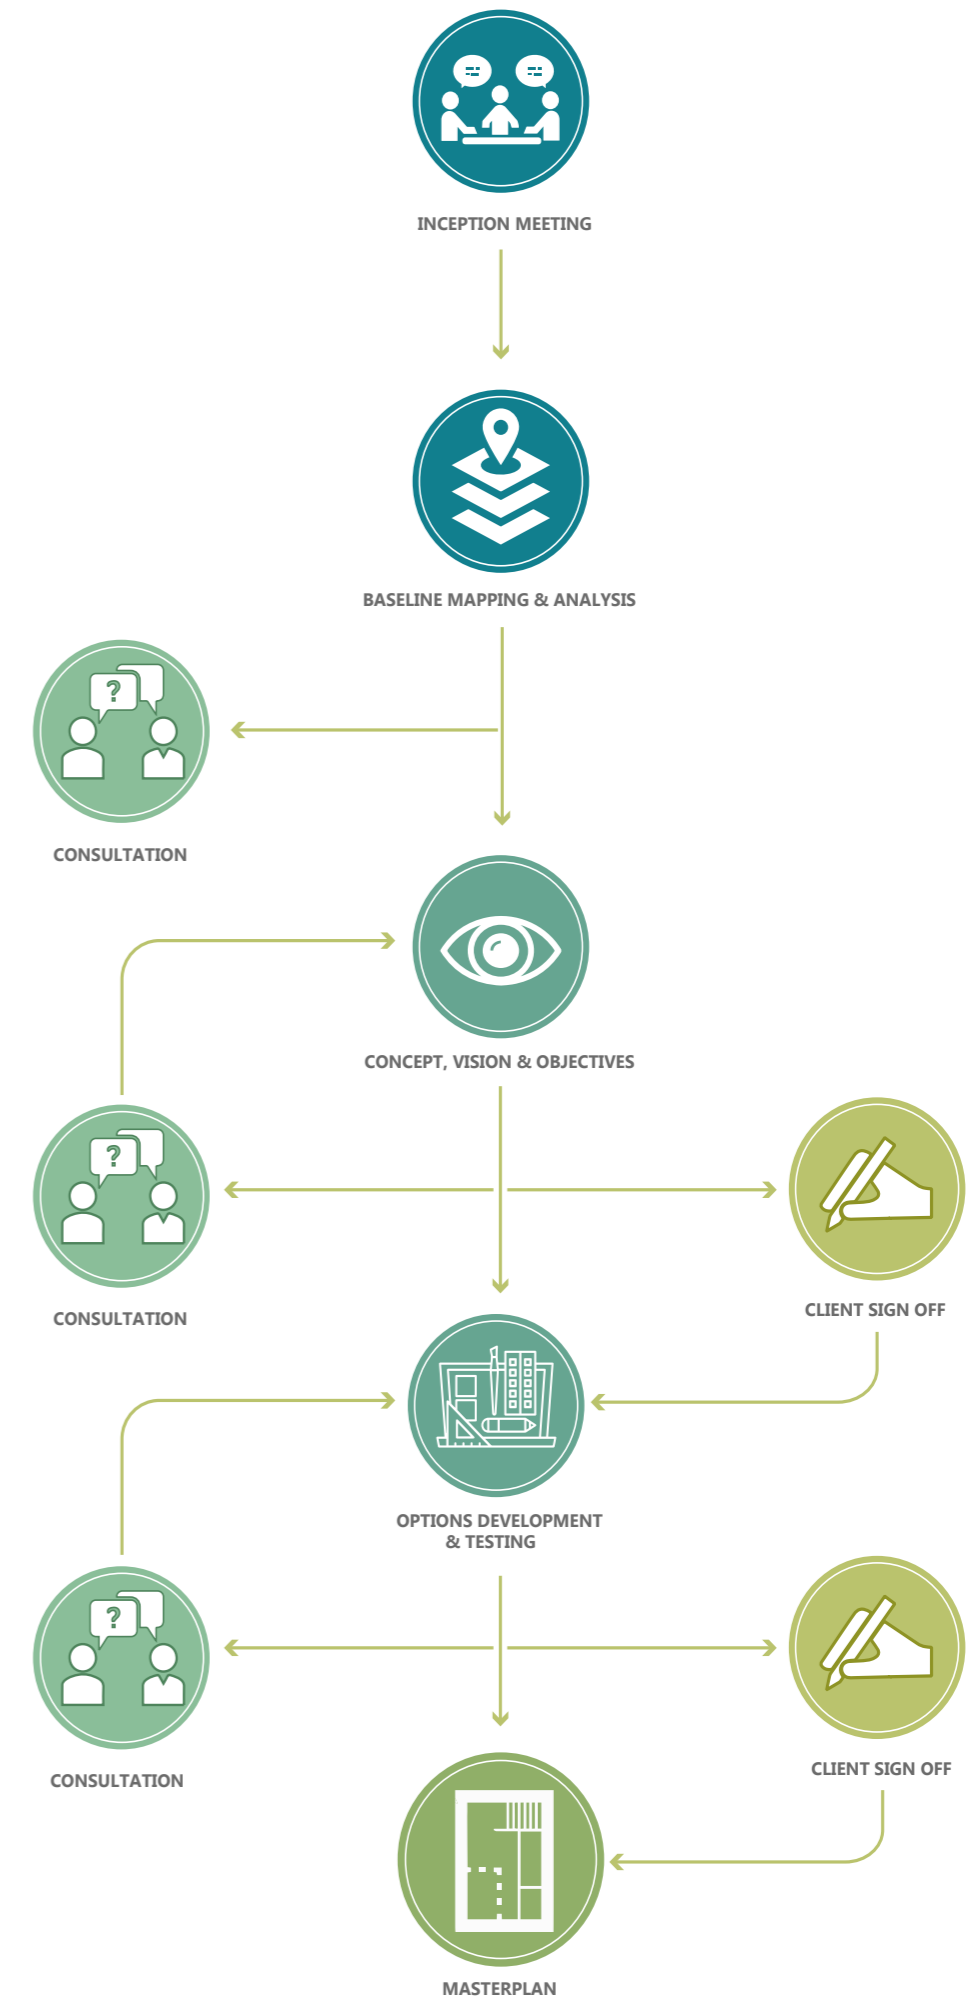 INCEPTION MEETING
BASELINE MAPPING & ANALYSIS
?
CONSULTATION
CONCEPT, VISION & OBJECTIVES
?
CONSULTATION
CLIENT SIGN OFF
OPTIONS DEVELOPMENT
& TESTING
?
CONSULTATION
CLIENT SIGN OFF
MASTERPLAN